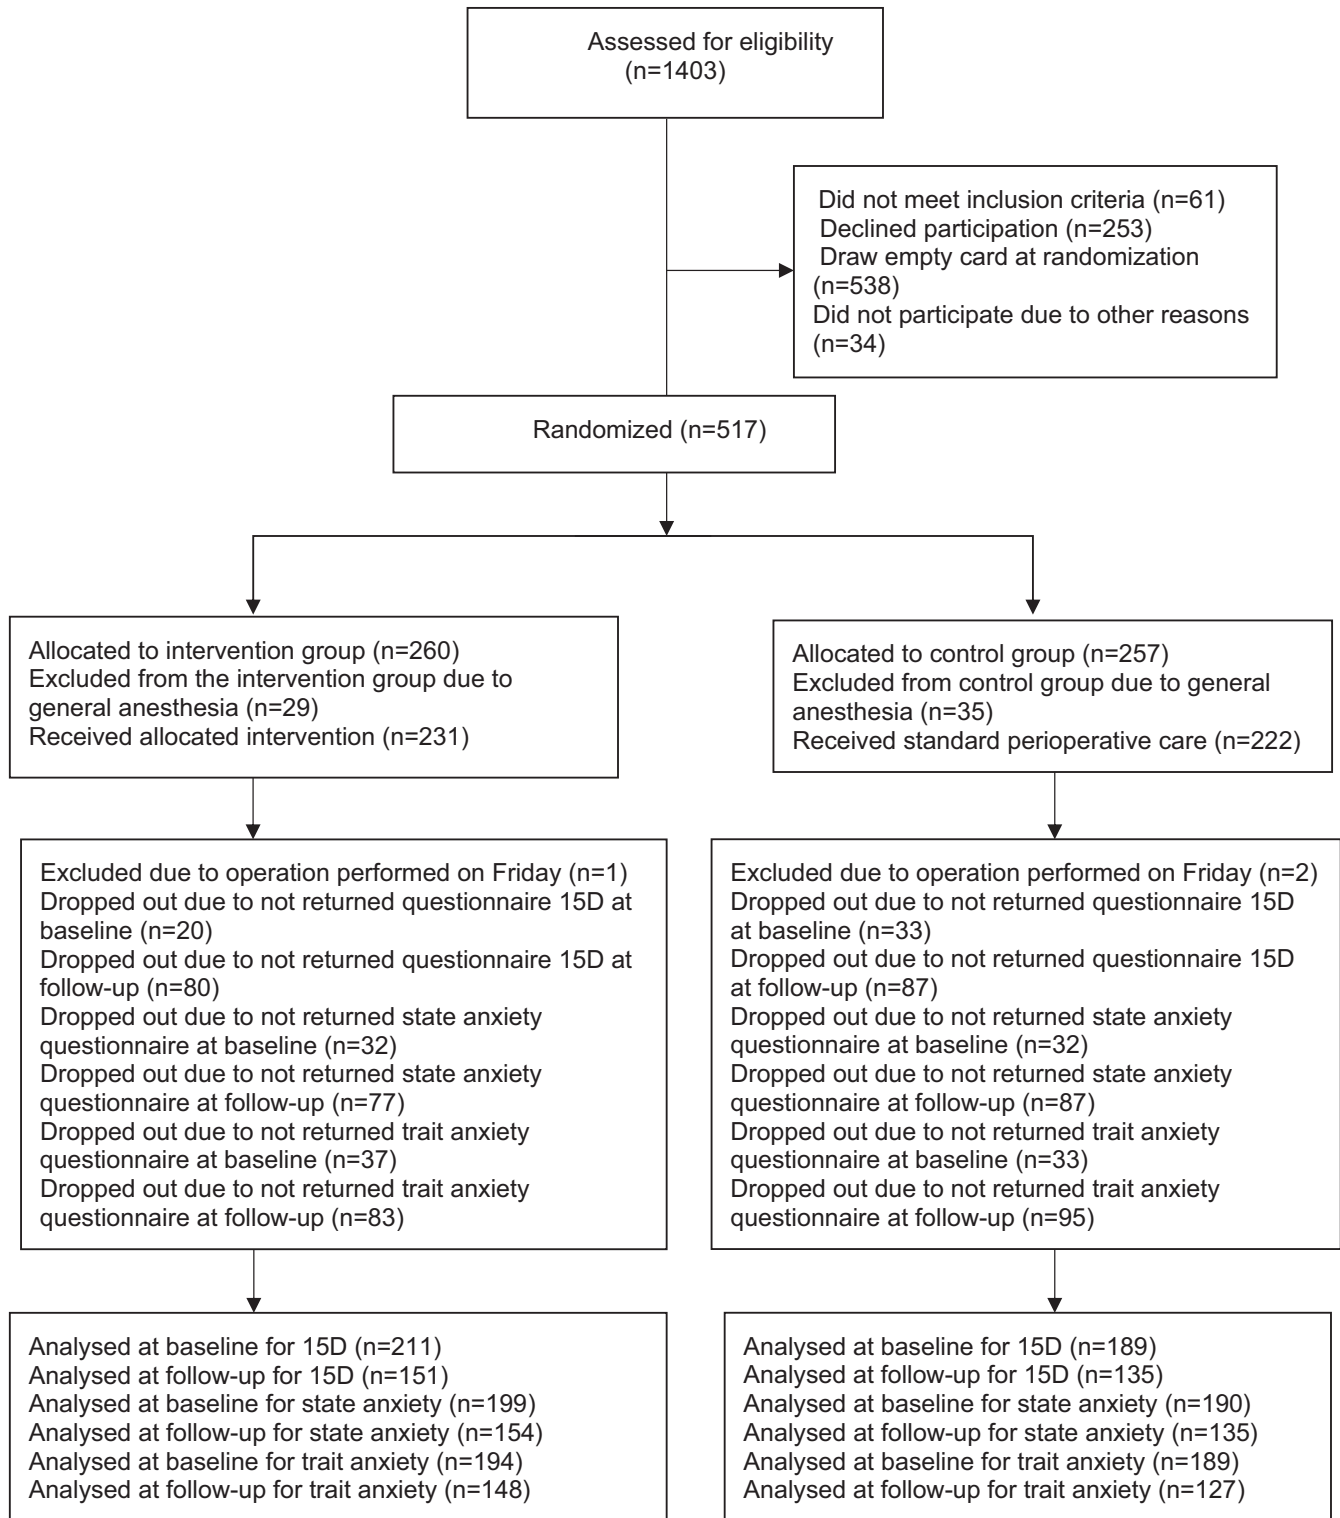 Assessed for eligibility
(n=1403)
Did not meet inclusion criteria (n=61)
Declined participation (n=253)
Draw empty card at randomization
(n=538)
Did not participate due to other reasons
(n=34)
Randomized (n=517)
Allocated to intervention group (n=260)
Excluded from the intervention group due to
general anesthesia (n=29)
Received allocated intervention (n=231)
Allocated to control group (n=257)
Excluded from control group due to general
anesthesia (n=35)
Received standard perioperative care (n=222)
Excluded due to operation performed on Friday (n=1)
Dropped out due to not returned questionnaire 15D at
baseline (n=20)
Dropped out due to not returned questionnaire 15D at
follow-up (n=80)
Dropped out due to not returned state anxiety
questionnaire at baseline (n=32)
Dropped out due to not returned state anxiety
questionnaire at follow-up (n=77)
Dropped out due to not returned trait anxiety
questionnaire at baseline (n=37)
Dropped out due to not returned trait anxiety
questionnaire at follow-up (n=83)
Excluded due to operation performed on Friday (n=2)
Dropped out due to not returned questionnaire 15D
at baseline (n=33)
Dropped out due to not returned questionnaire 15D
at follow-up (n=87)
Dropped out due to not returned state anxiety
questionnaire at baseline (n=32)
Dropped out due to not returned state anxiety
questionnaire at follow-up (n=87)
Dropped out due to not returned trait anxiety
questionnaire at baseline (n=33)
Dropped out due to not returned trait anxiety
questionnaire at follow-up (n=95)
Analysed at baseline for 15D (n=211)
Analysed at follow-up for 15D (n=151)
Analysed at baseline for state anxiety (n=199)
Analysed at follow-up for state anxiety (n=154)
Analysed at baseline for trait anxiety (n=194)
Analysed at follow-up for trait anxiety (n=148)
Analysed at baseline for 15D (n=189)
Analysed at follow-up for 15D (n=135)
Analysed at baseline for state anxiety (n=190)
Analysed at follow-up for state anxiety (n=135)
Analysed at baseline for trait anxiety (n=189)
Analysed at follow-up for trait anxiety (n=127)